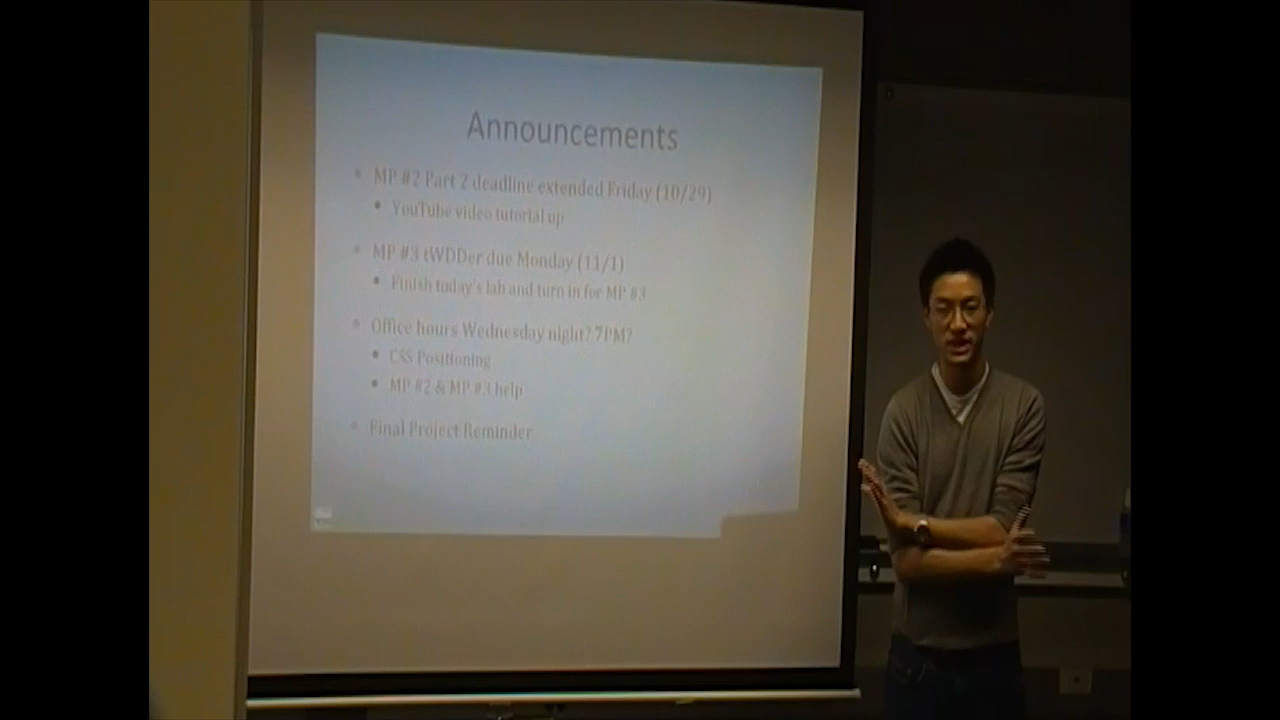 Announcements
MP #2 Part 2 deadline extended Friday (10/29)
YouTube video tutorial up
MP #3 tWDDer due Monday (11/1)
Finish today's lab and turn in for MP #3
Office hours Wednesday night? 7PM?
CSS Positioning
MP #2 & MP #3 help
Final Project Reminder